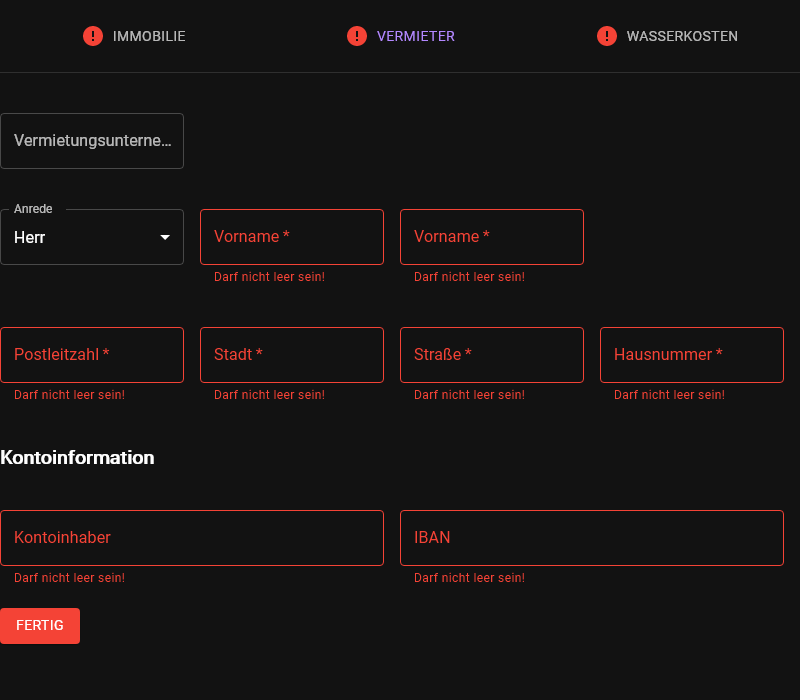 IMMOBILIE VERMIETER WASSERKOSTEN
Vermietungsunterne...
Anrede
Herr Vorname * Vorname *
Darf nicht leer sein! Darf nicht leer sein!
Postleitzahl * Stadt * Straße * Hausnummer *
Darf nicht leer sein! Darf nicht leer sein! Darf nicht leer sein! Darf nicht leer sein!
Kontoinformation
Kontoinhaber IBAN
Darf nicht leer sein! Darf nicht leer sein!
FERTIG